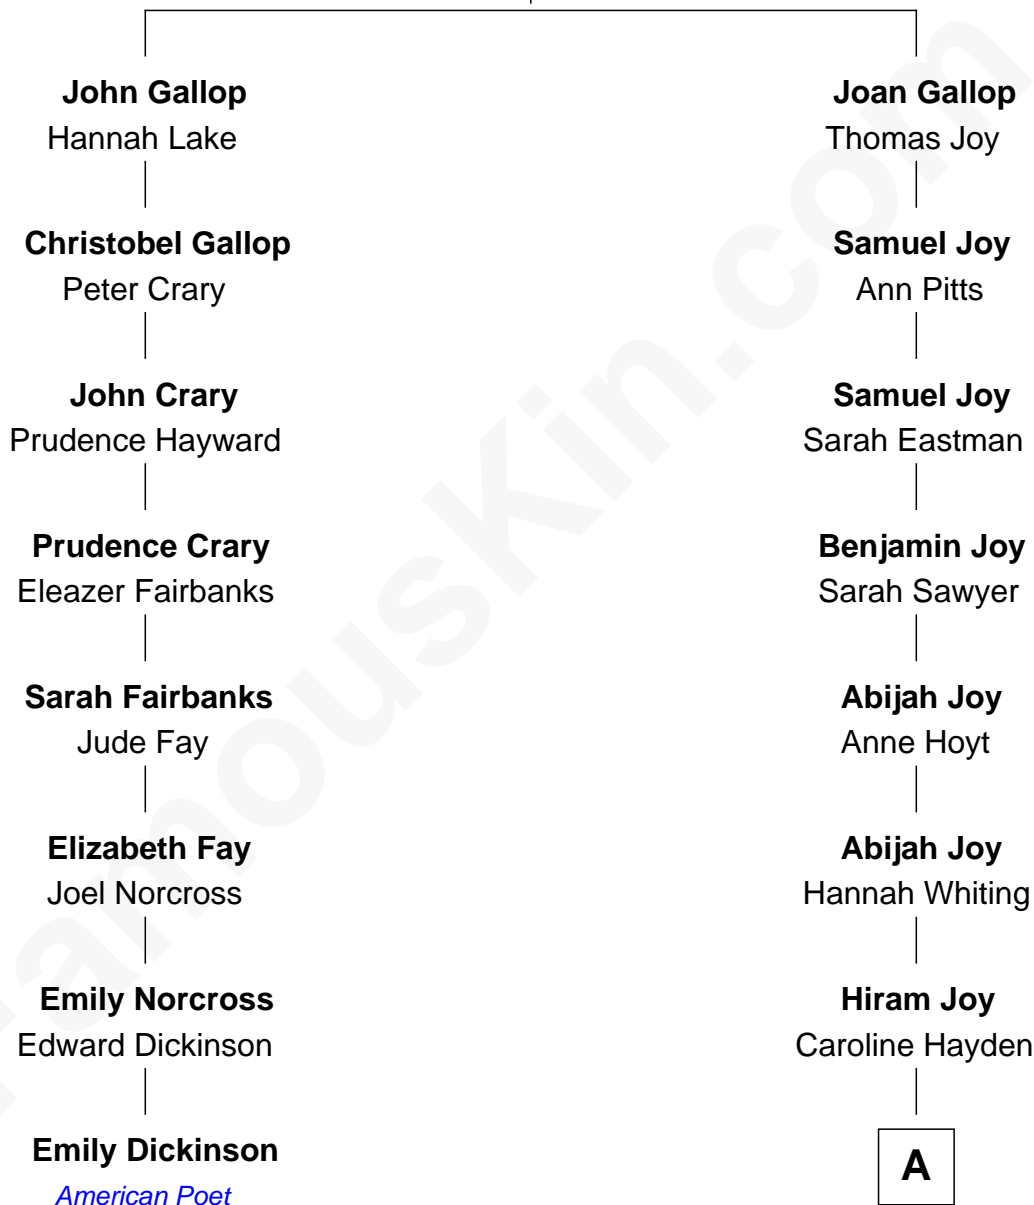 John Gallop
Hannah Lake
Christobel Gallop
Peter Crary
John Crary
Prudence Hayward
Prudence Crary
Eleazer Fairbanks
Sarah Fairbanks
Jude Fay
Elizabeth Fay
Joel Norcross
Emily Norcross
Edward Dickinson
Emily Dickinson
American Poet
Joan Gallop
Thomas Joy
Samuel Joy
Ann Pitts
Samuel Joy
Sarah Eastman
Benjamin Joy
Sarah Sawyer
Abijah Joy
Anne Hoyt
Abijah Joy
Hannah Whiting
Hiram Joy
Caroline Hayden
A
FamousKin.com